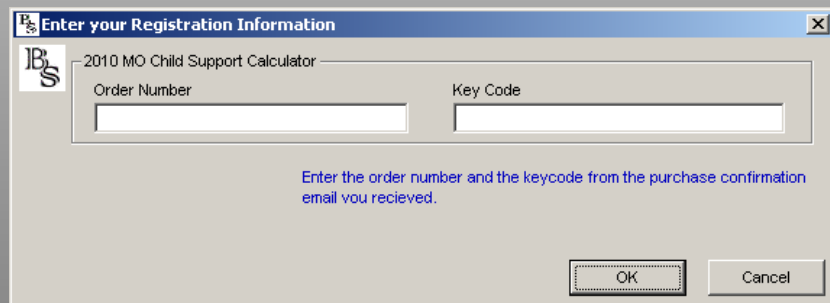 Enter your Registration Information
BS
2010 MO Child Support Calculator
Order Number
Key Code
Enter the order number and the keycode from the purchase confirmation
email you recieved.
OK
Cancel